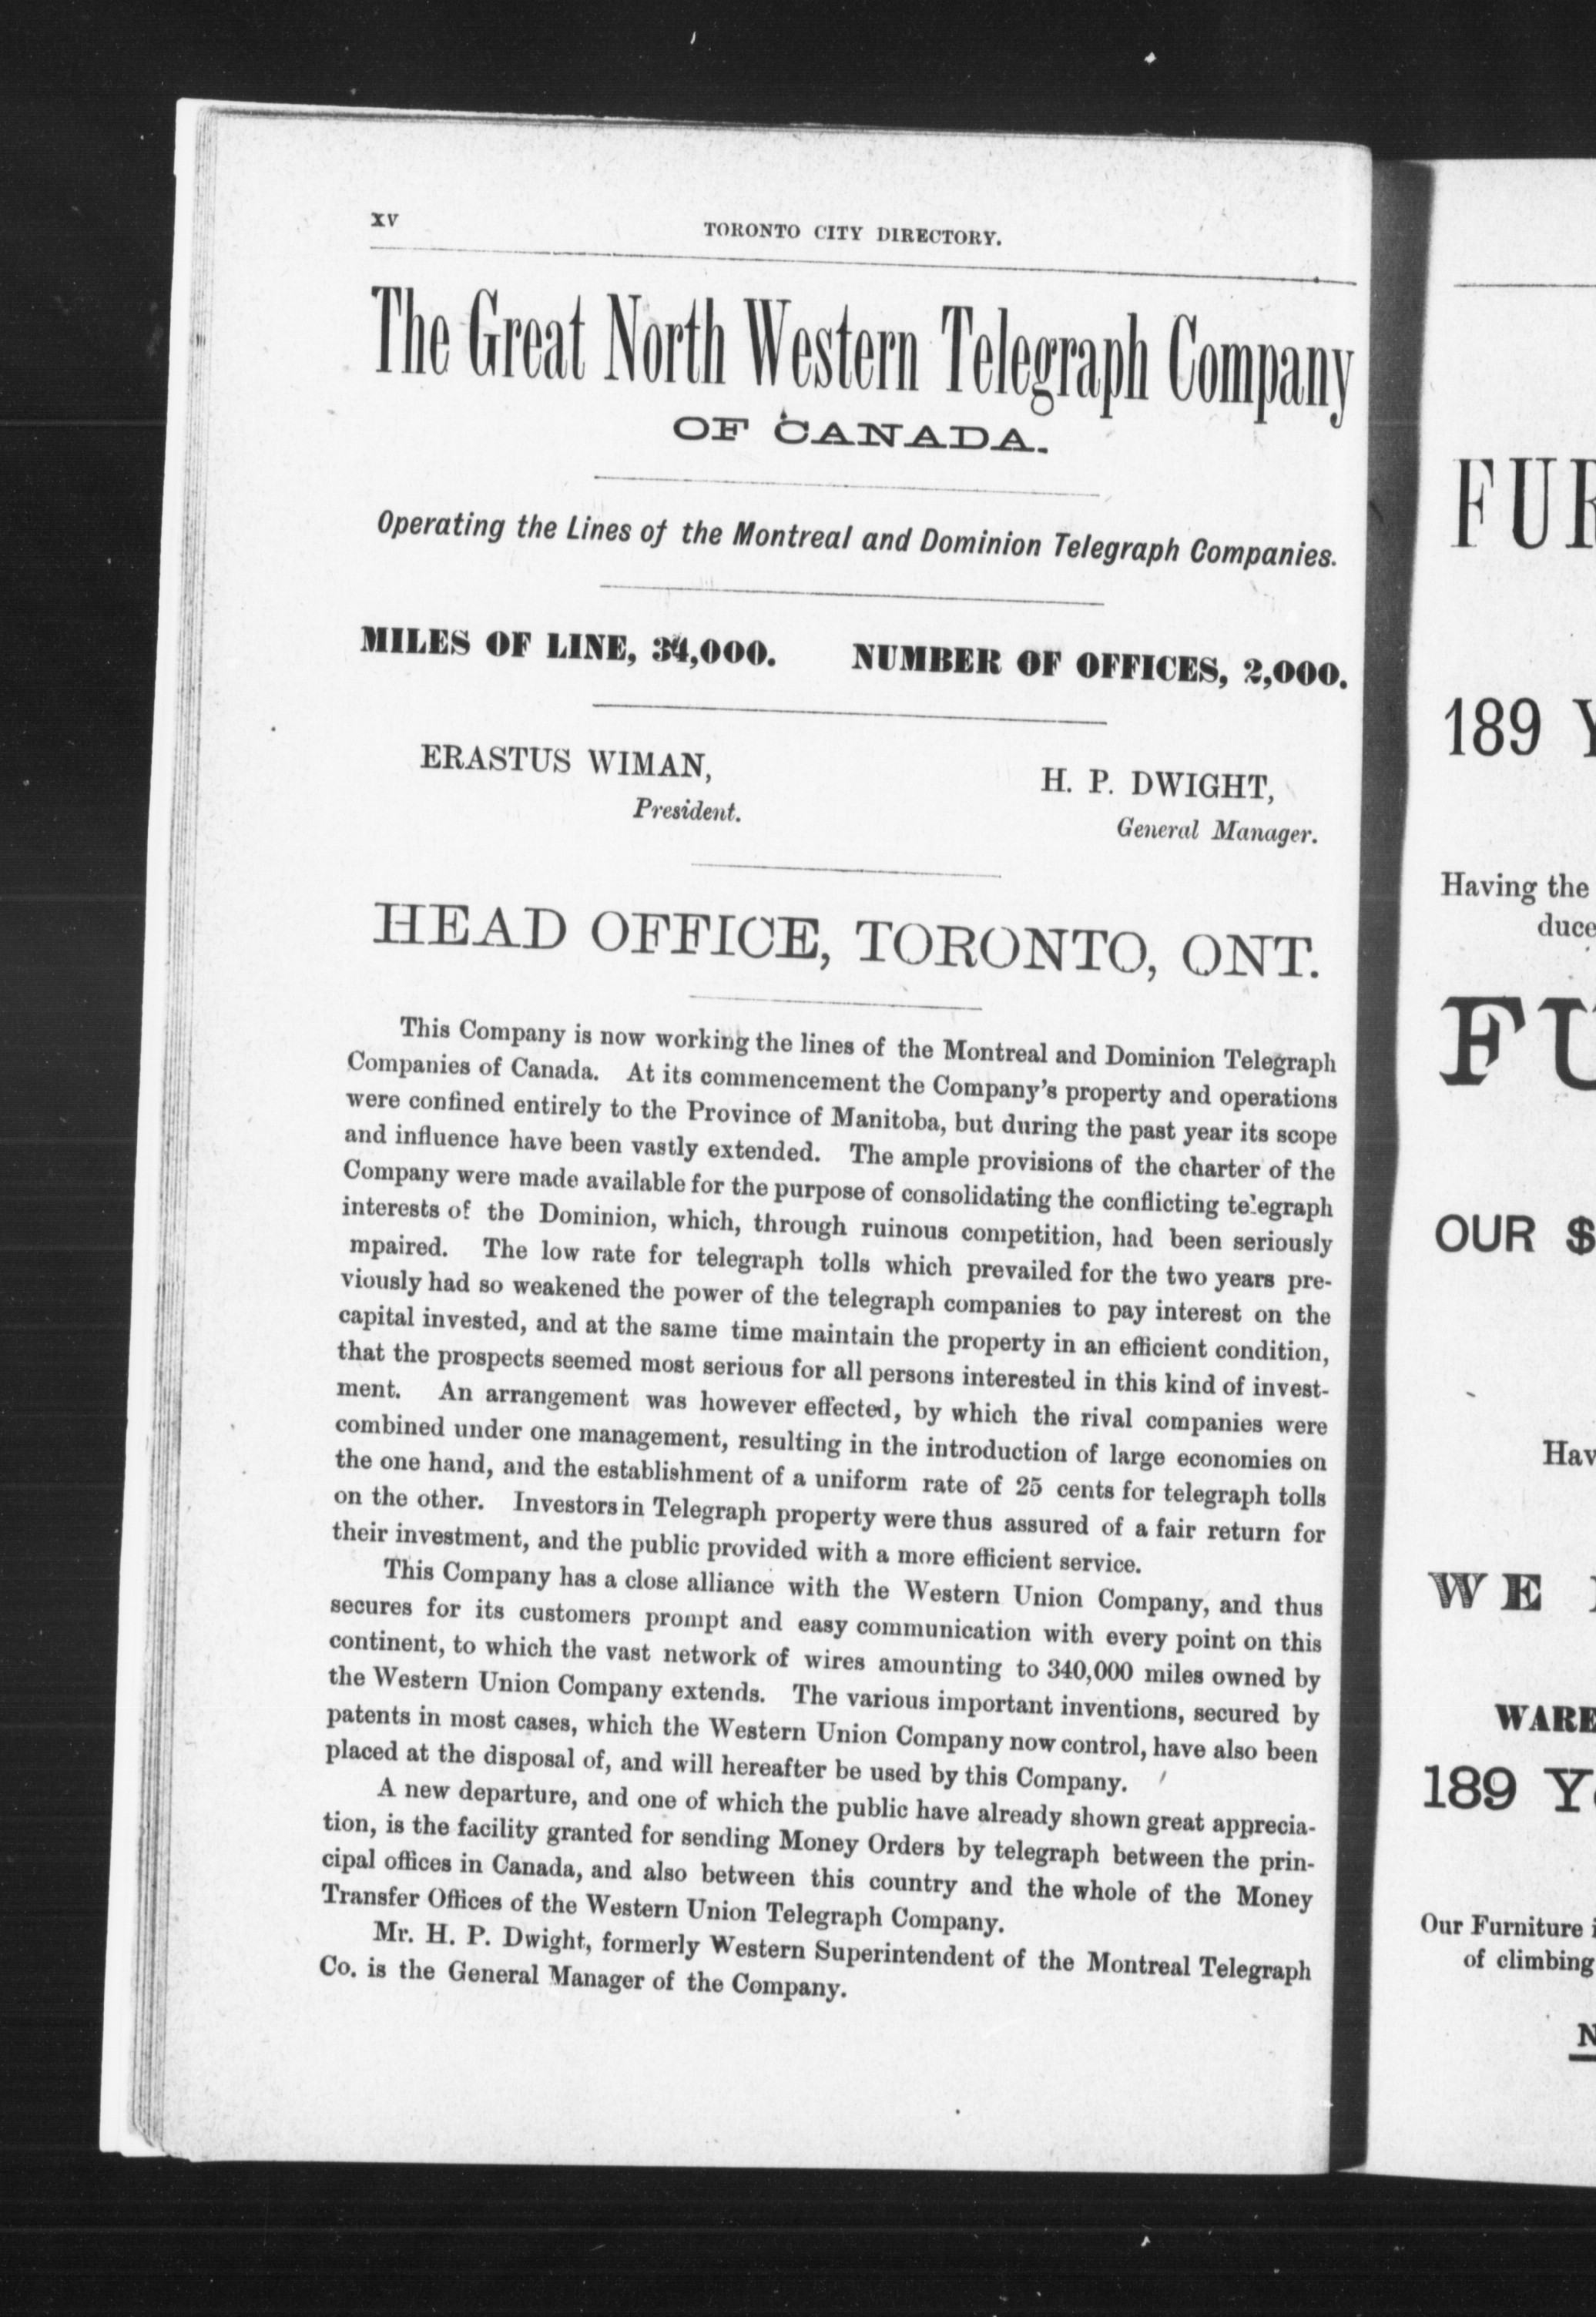 XV
TORONTO CITY DIRECTORY.
The Great North Western Telegraph Company
OF CANADA.
Operating the Lines of the Montreal and Dominion Telegraph Companies.
MILES OF LINE, 34,000. NUMBER OF OFFICES, 2,000.
ERASTUS WIMAN,
President.
H. P. DWIGHT,
General Manager.
HEAD OFFICE, TORONTO, ONT.
This Company is now working the lines of the Montreal and Dominion Telegraph
Companies of Canada. At its commencement the Company's property and operations
were confined entirely to the Province of Manitoba, but during the past year its scope
and influence have been vastly extended. The ample provisions of the charter of the
Company were made available for the purpose of consolidating the conflicting telegraph
interests of the Dominion, which, through ruinous competition, had been seriously
mpaired. The low rate for telegraph tolls which prevailed for the two years pre-
viously had so weakened the power of the telegraph companies to pay interest on the
capital invested, and at the same time maintain the property in an efficient condition,
that the prospects seemed most serious for all persons interested in this kind of invest-
ment. An arrangement was however effected, by which the rival companies were
combined under one management, resulting in the introduction of large economies on
the one hand, and the establishment of a uniform rate of 25 cents for telegraph tolls
on the other. Investors in Telegraph property were thus assured of a fair return for
their investment, and the public provided with a more efficient service.
This Company has a close alliance with the Western Union Company, and thus
secures for its customers prompt and easy communication with every point on this
continent, to which the vast network of wires amounting to 340,000 miles owned by
the Western Union Company extends. The various important inventions, secured by
patents in most cases, which the Western Union Company now control, have also been
placed at the disposal of, and will hereafter be used by this Company.
A new departure, and one of which the public have already shown great apprecia-
tion, is the facility granted for sending Money Orders by telegraph between the prin-
cipal offices in Canada, and also between this country and the whole of the Money
Transfer Offices of the Western Union Telegraph Company.
Mr. H. P. Dwight, formerly Western Superintendent of the Montreal Telegraph
Co. is the General Manager of the Company.
189
Having the
duce
OUR $
WE
WARE
189
Our Furniture
of climbing